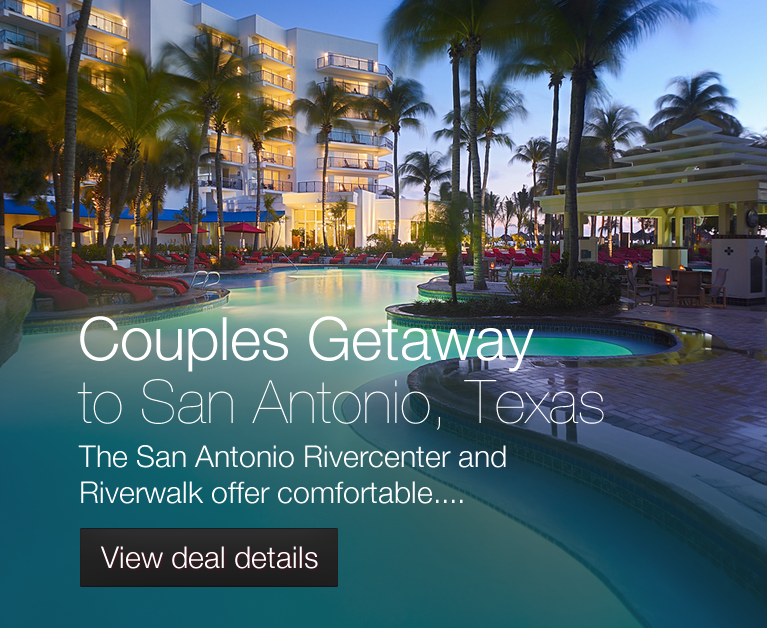 Couples Getaway
to San Antonio, Texas
The San Antonio Rivercenter and
Riverwalk offer comfortable....
View deal details